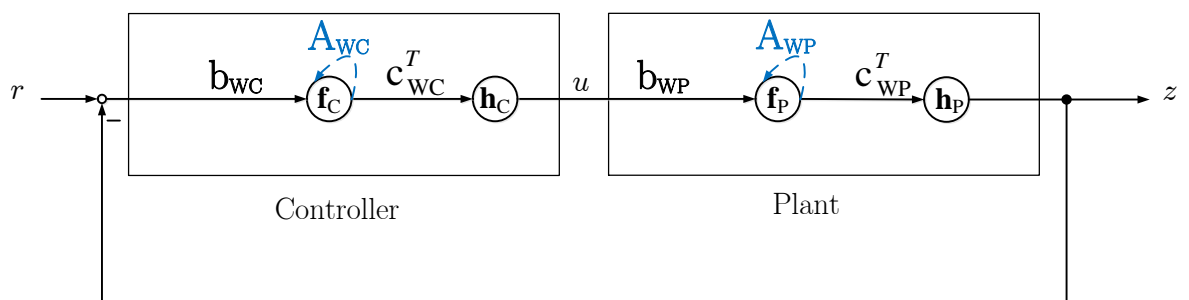 A_WC A_WP
r − b_WC f_C c^T_WC h_C u b_WP f_P c^T_WP h_P z
Controller Plant